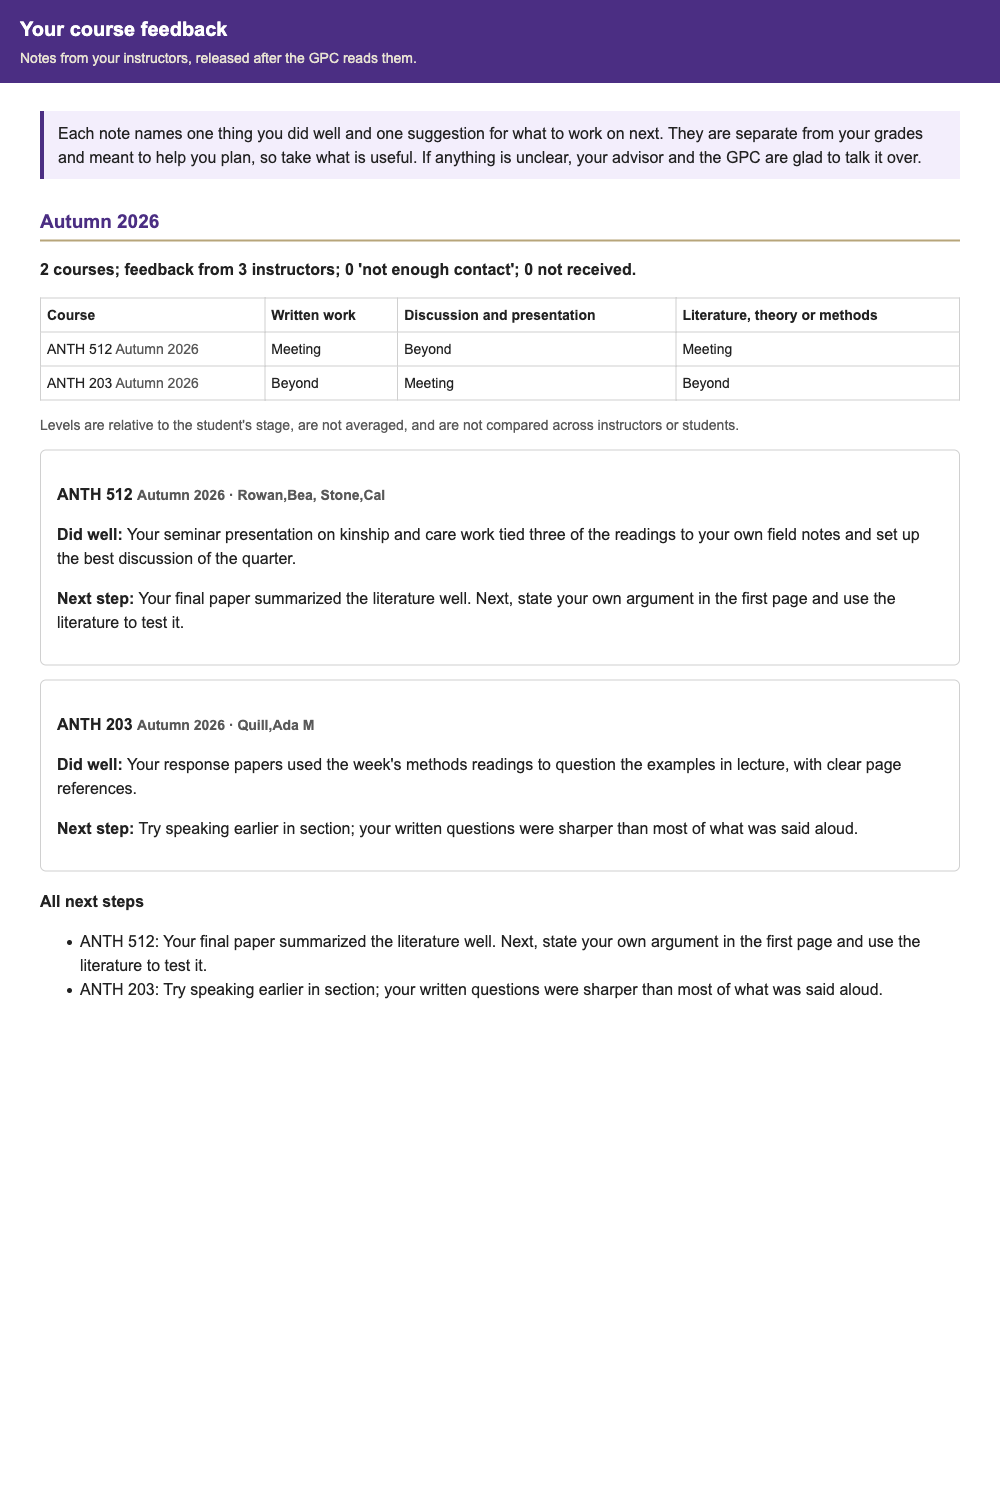 Your course feedback
Notes from your instructors, released after the GPC reads them.
Each note names one thing you did well and one suggestion for what to work on next. They are separate from your grades
and meant to help you plan, so take what is useful. If anything is unclear, your advisor and the GPC are glad to talk it over.
Autumn 2026
2 courses; feedback from 3 instructors; 0 'not enough contact'; 0 not received.
Course Written work Discussion and presentation Literature, theory or methods
ANTH 512 Autumn 2026 Meeting Beyond Meeting
ANTH 203 Autumn 2026 Beyond Meeting Beyond
Levels are relative to the student's stage, are not averaged, and are not compared across instructors or students.
ANTH 512 Autumn 2026 · Rowan,Bea, Stone,Cal
Did well: Your seminar presentation on kinship and care work tied three of the readings to your own field notes and set up
the best discussion of the quarter.
Next step: Your final paper summarized the literature well. Next, state your own argument in the first page and use the
literature to test it.
ANTH 203 Autumn 2026 · Quill,Ada M
Did well: Your response papers used the week's methods readings to question the examples in lecture, with clear page
references.
Next step: Try speaking earlier in section; your written questions were sharper than most of what was said aloud.
All next steps
• ANTH 512: Your final paper summarized the literature well. Next, state your own argument in the first page and use the
literature to test it.
• ANTH 203: Try speaking earlier in section; your written questions were sharper than most of what was said aloud.